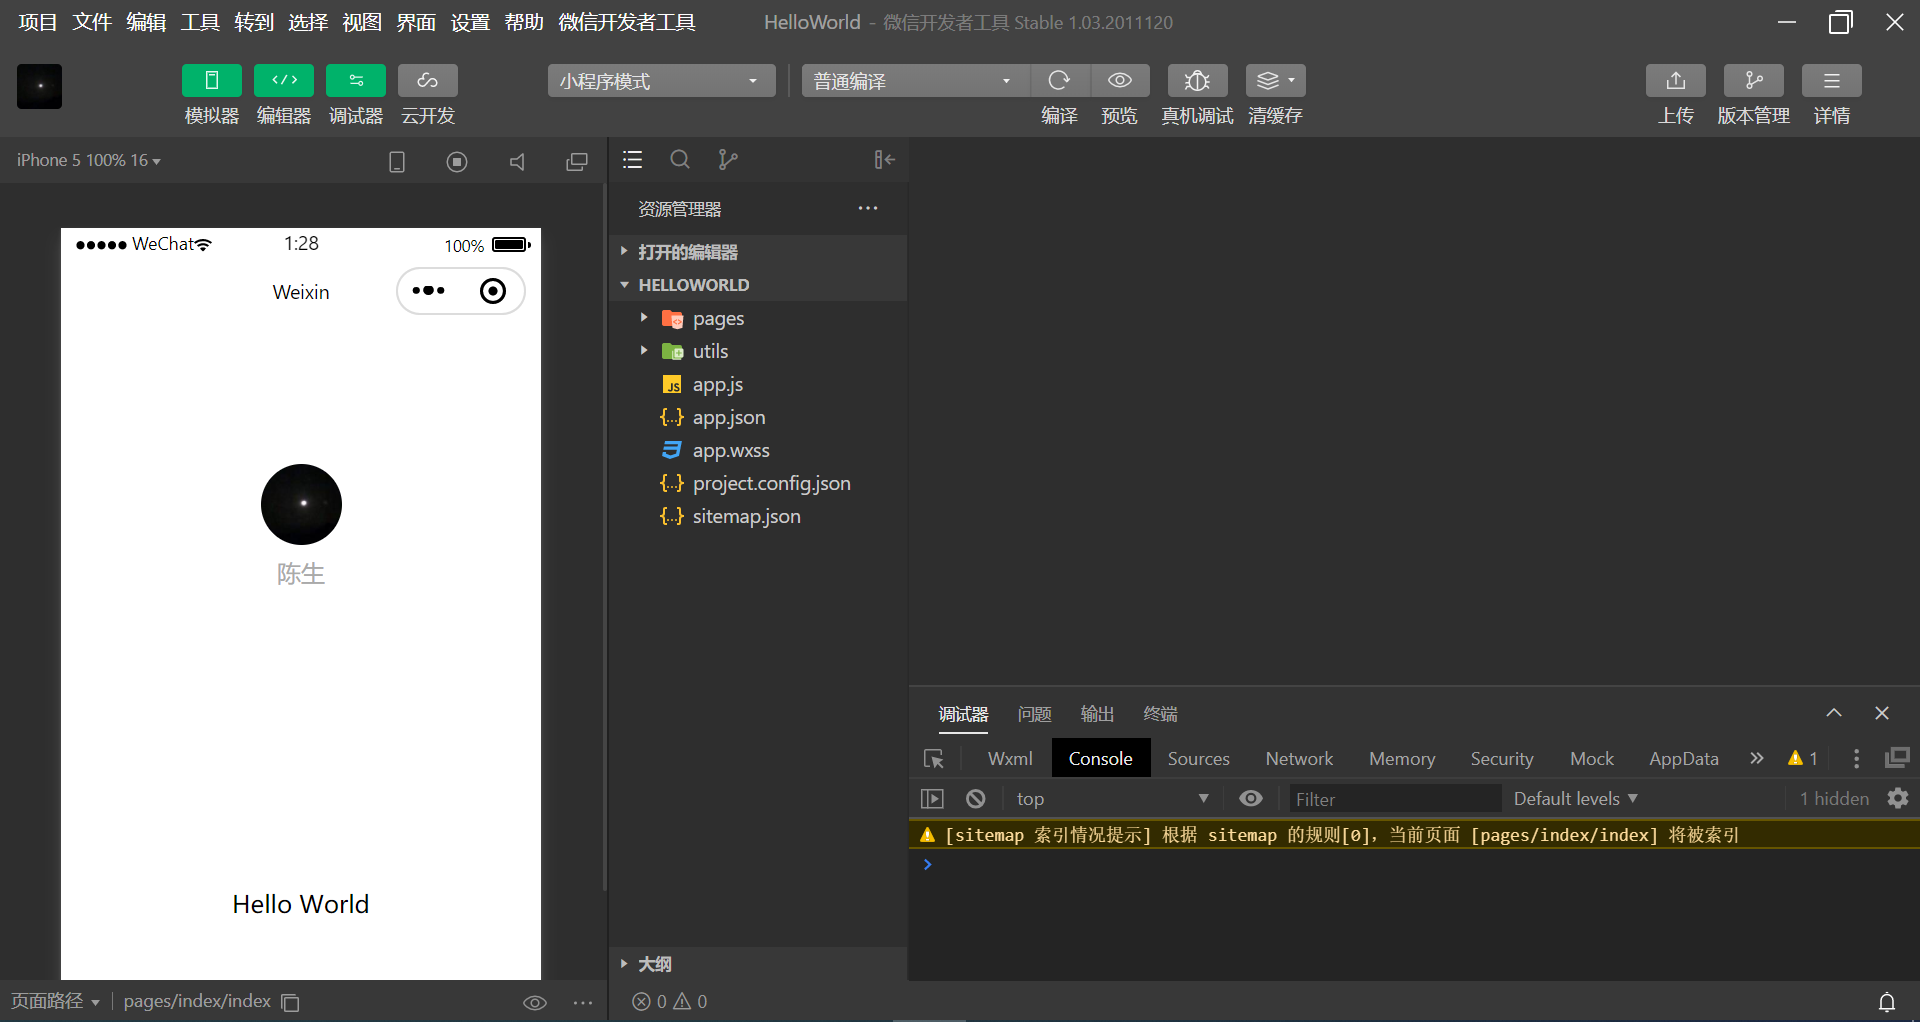 项目 文件 编辑 工具 转到 选择 视图 界面 设置 帮助 微信开发者工具
HelloWorld - 微信开发者工具 Stable 1.03.2011120
模拟器 编辑器 调试器 云开发
小程序模式
普通编译
编译 预览 真机调试 清缓存
上传 版本管理 详情
iPhone 5 100% 16
WeChat 1:28 100%
Weixin
陈生
Hello World
页面路径 pages/index/index
资源管理器
打开的编辑器
HELLOWORLD
pages
utils
JS app.js
{..} app.json
app.wxss
{..} project.config.json
{..} sitemap.json
大纲
0 0
调试器 问题 输出 终端
Wxml Console Sources Network Memory Security Mock AppData 1
top Filter Default levels 1 hidden
[sitemap 索引情况提示] 根据 sitemap 的规则[0]，当前页面 [pages/index/index] 将被索引